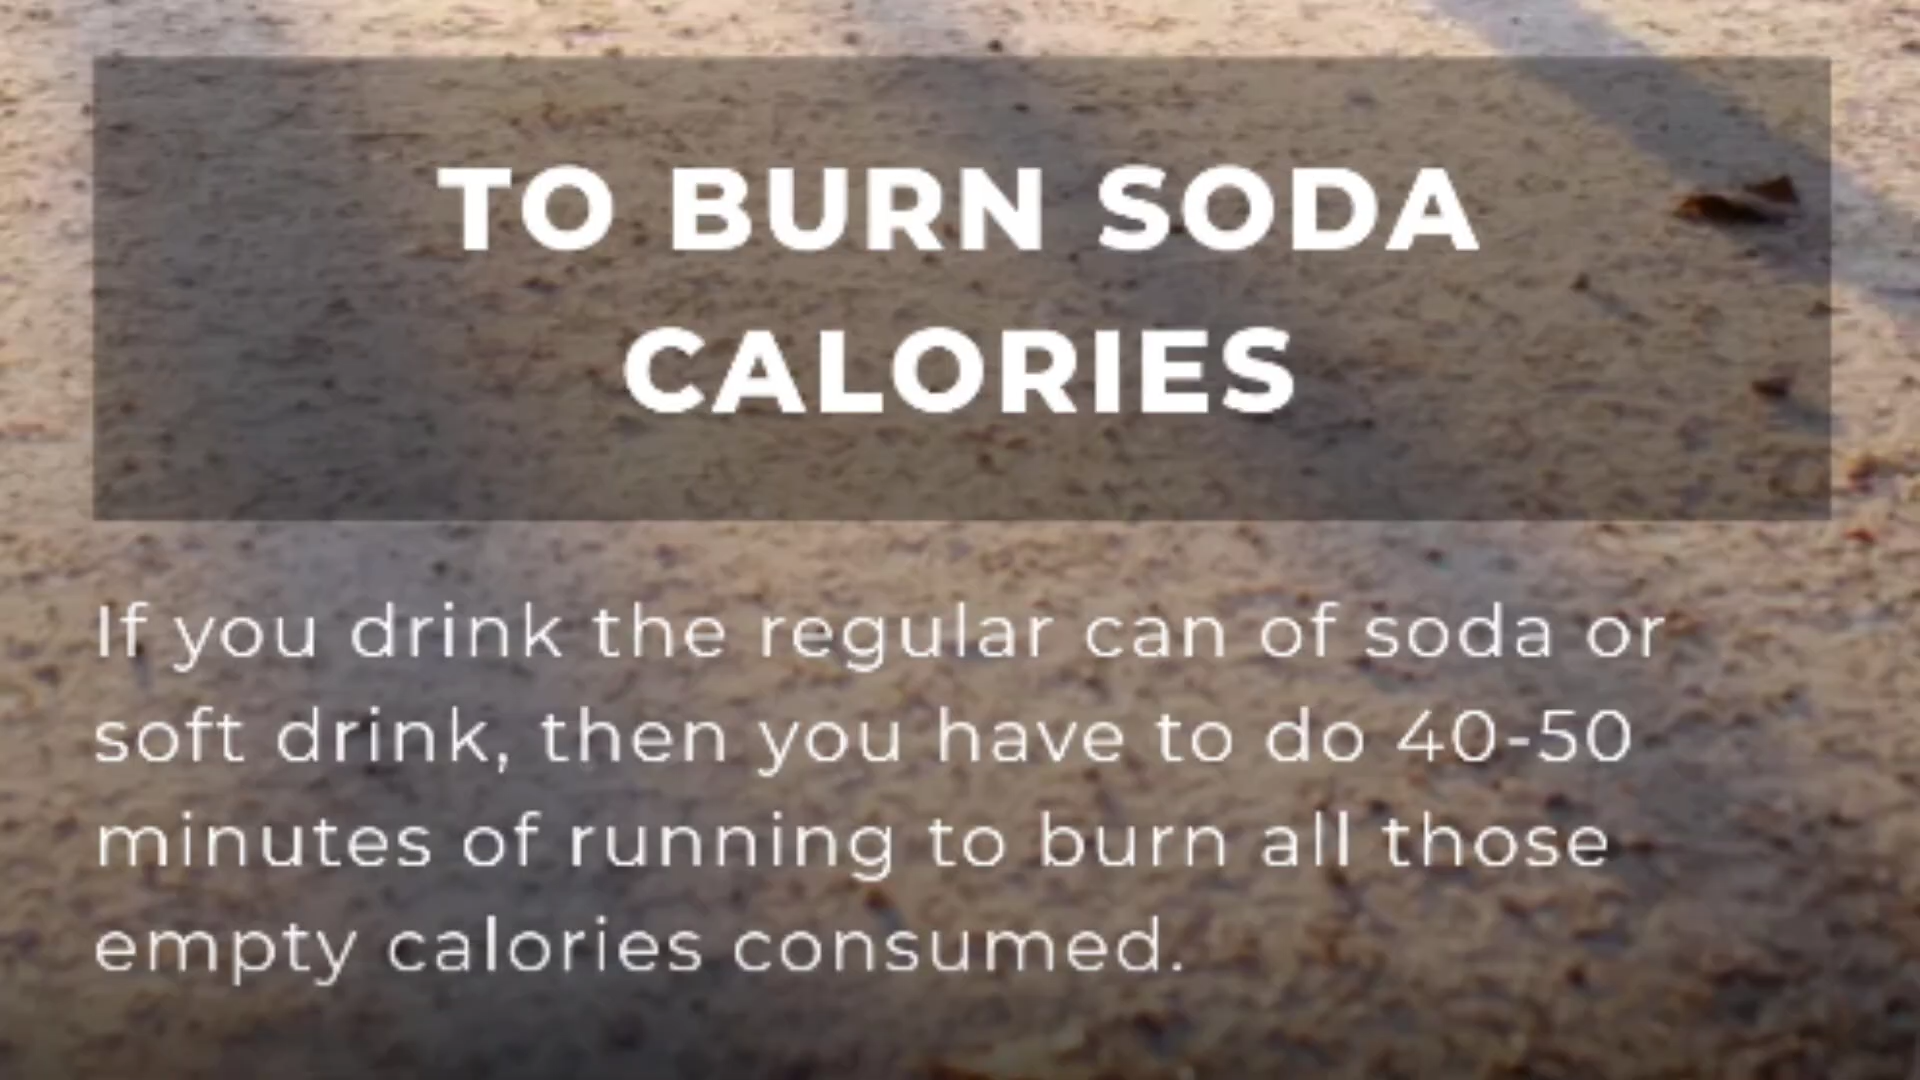 TO BURN SODA
CALORIES
If you drink the regular can of soda or
soft drink, then you have to do 40-50
minutes of running to burn all those
empty calories consumed.